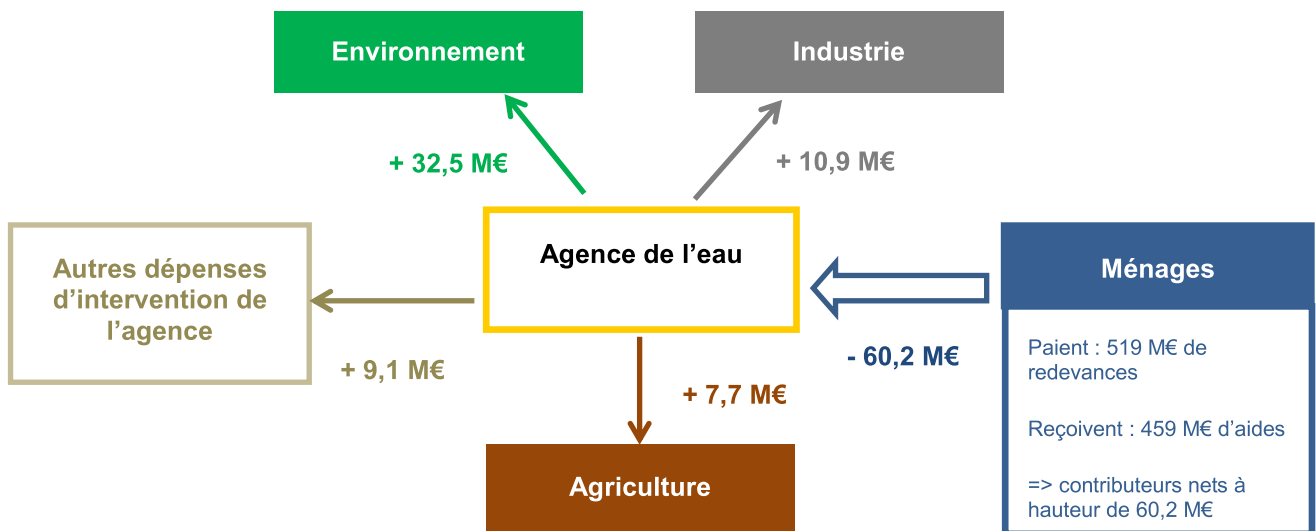 Environnement
Industrie
+ 32,5 M€
+ 10,9 M€
Autres dépenses
d’intervention de
l’agence
Agence de l’eau
Ménages
+ 9,1 M€
+ 7,7 M€
- 60,2 M€
Paient : 519 M€ de
redevances
Reçoivent : 459 M€ d’aides
=> contributeurs nets à
hauteur de 60,2 M€
Agriculture